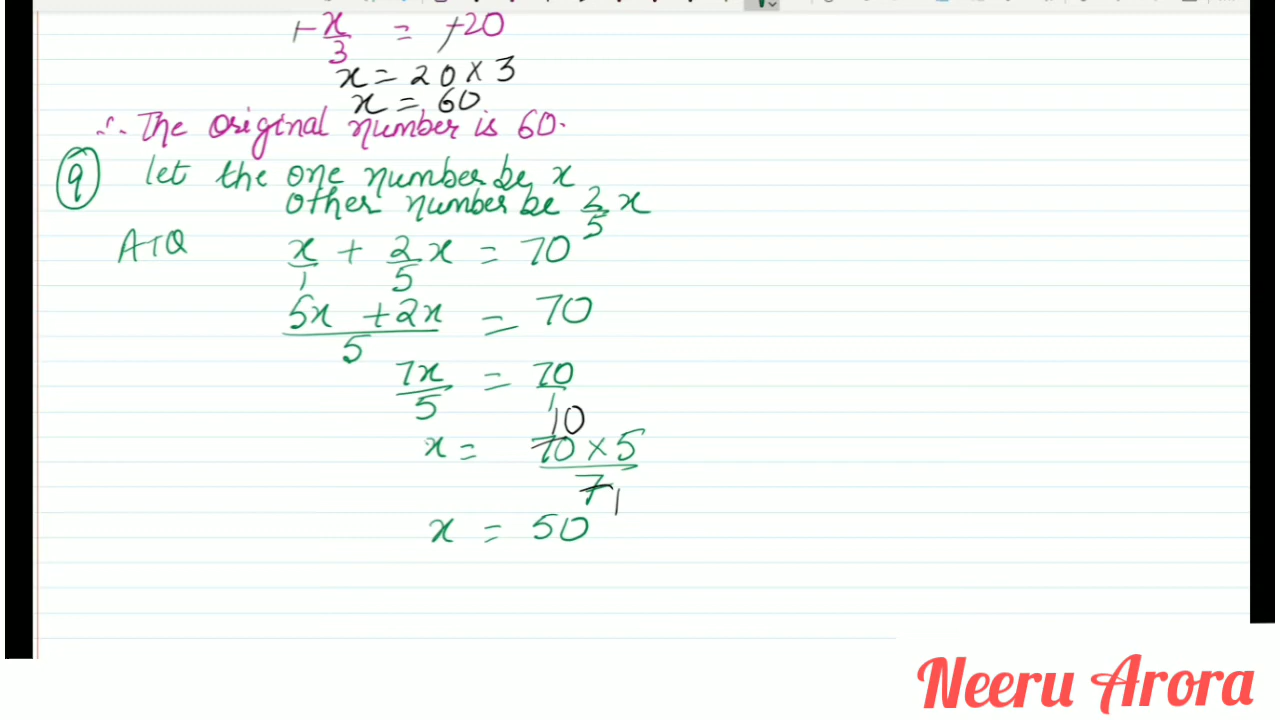 -x/3 = -20
x = 20 × 3
x = 60
∴ The original number is 60.
9 let the one number be x
other number be 2/5 x
ATQ x/1 + 2/5 x = 70
5x + 2x / 5 = 70
7x/5 = 70/1
10
x = 70 × 5 / 7 1
x = 50
Neeru Arora